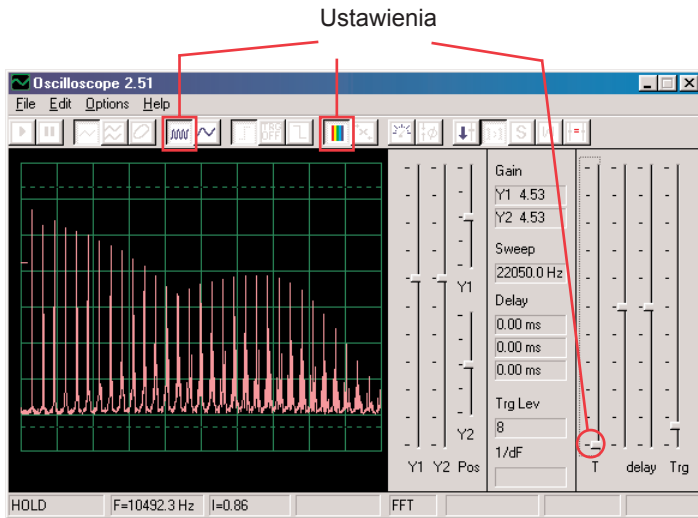 Ustawienia
Oscilloscope 2.51
File Edit Options Help
TRG OFF
S
Gain
Y1 4.53
Y2 4.53
Sweep
22050.0 Hz
Delay
0.00 ms
0.00 ms
0.00 ms
Trg Lev
8
1/dF
Y1
Y2
Y1 Y2 Pos
T delay Trg
HOLD F=10492.3 Hz I=0.86 FFT